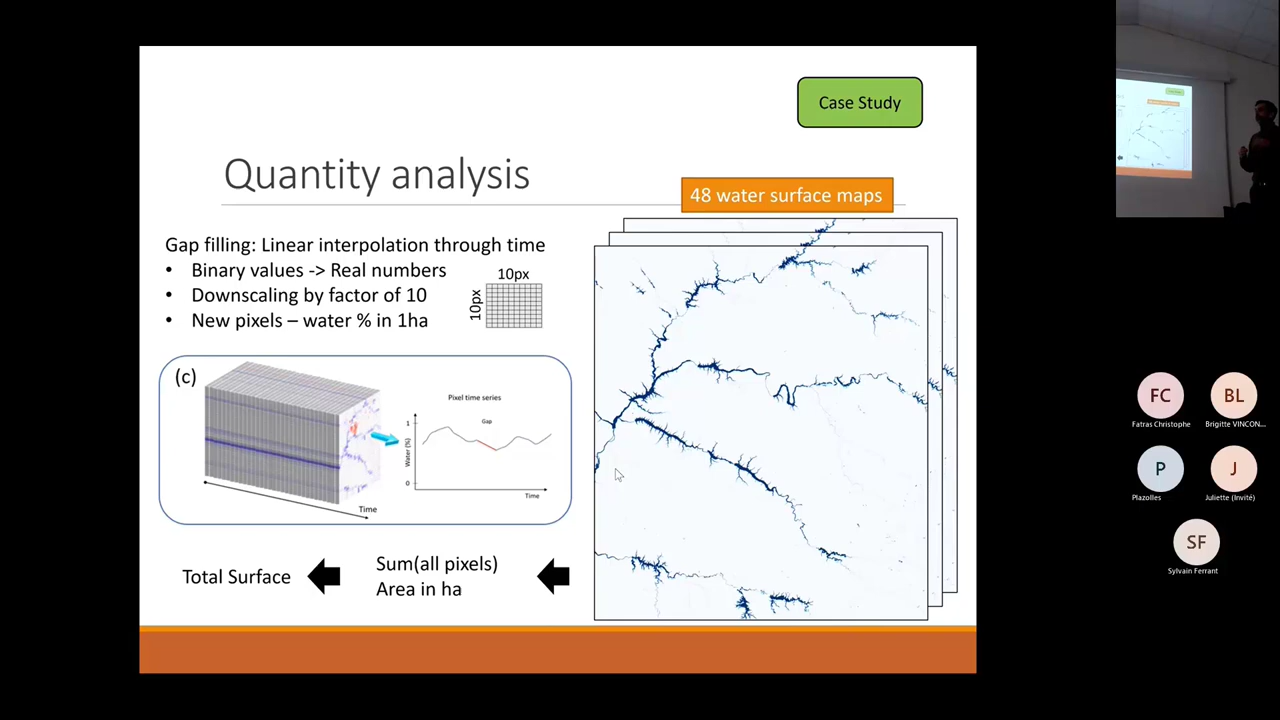 Case Study
Quantity analysis
48 water surface maps
Gap filling: Linear interpolation through time
• Binary values -> Real numbers
• Downscaling by factor of 10
• New pixels – water % in 1ha
10px
10px
(c)
Time
Pixel time series
Gap
1
Water (%)
0
Time
Total Surface
Sum(all pixels)
Area in ha
FC
Fatras Christophe
BL
Brigitte VINCON...
P
Plazolles
J
Juliette (Invité)
SF
Sylvain Ferrant